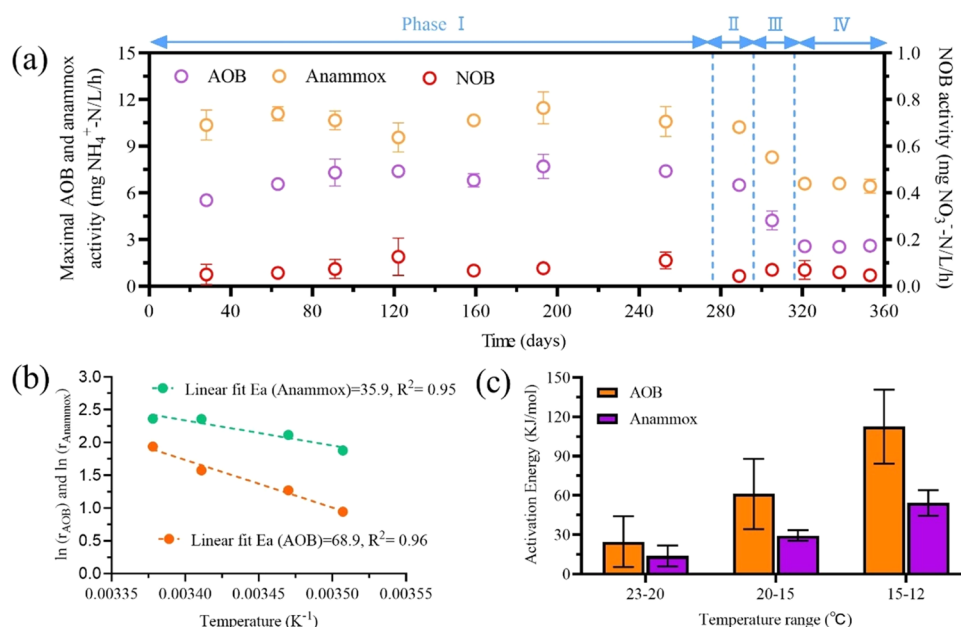 Phase Ⅰ
Ⅱ
Ⅲ
Ⅳ
(a)
AOB
Anammox
NOB
Maximal AOB and anammox
activity (mg NH₄⁺-N/L/h)
15
12
9
6
3
0
NOB activity
(mg NO₃⁻-N/L/h)
1.0
0.8
0.6
0.4
0.2
0.0
0
40
80
120
160
200
240
280
320
360
Time (days)
(b)
ln (r_AOB) and ln (r_Anammox)
3.0
2.5
2.0
1.5
1.0
0.5
0.0
Linear fit Ea (Anammox)=35.9, R²= 0.95
Linear fit Ea (AOB)=68.9, R²= 0.96
0.00335
0.00340
0.00345
0.00350
0.00355
Temperature (K⁻¹)
(c)
AOB
Anammox
Activation Energy (KJ/mol)
150
120
90
60
30
0
23-20
20-15
15-12
Temperature range (℃)